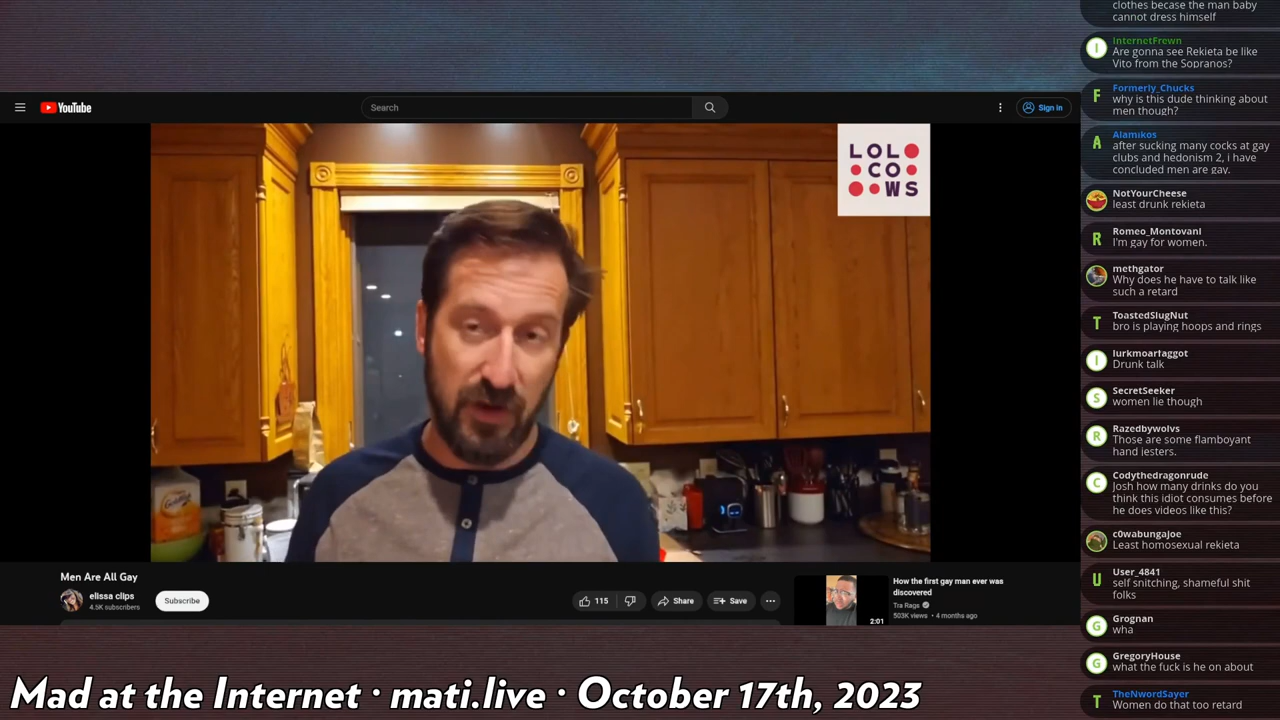 YouTube
Search
Sign in
LOL
CO
WS
Men Are All Gay
elissa clips
4.5K subscribers
Subscribe
115
Share
Save
How the first gay man ever was
discovered
Tra Rags
503K views • 4 months ago
2:01
Mad at the Internet · mati.live · October 17th, 2023
clothes becase the man baby
cannot dress himself
InternetFrewn
Are gonna see Rekieta be like
Vito from the Sopranos?
Formerly_Chucks
why is this dude thinking about
men though?
Alamikos
after sucking many cocks at gay
clubs and hedonism 2, i have
concluded men are gay.
NotYourCheese
least drunk rekieta
Romeo_Montovani
I'm gay for women.
methgator
Why does he have to talk like
such a retard
ToastedSlugNut
bro is playing hoops and rings
lurkmoarfaggot
Drunk talk
SecretSeeker
women lie though
Razedbywolvs
Those are some flamboyant
hand jesters.
Codythedragonrude
Josh how many drinks do you
think this idiot consumes before
he does videos like this?
c0wabungaJoe
Least homosexual rekieta
User_4841
self snitching, shameful shit
folks
Grognan
wha
GregoryHouse
what the fuck is he on about
TheNwordSayer
Women do that too retard